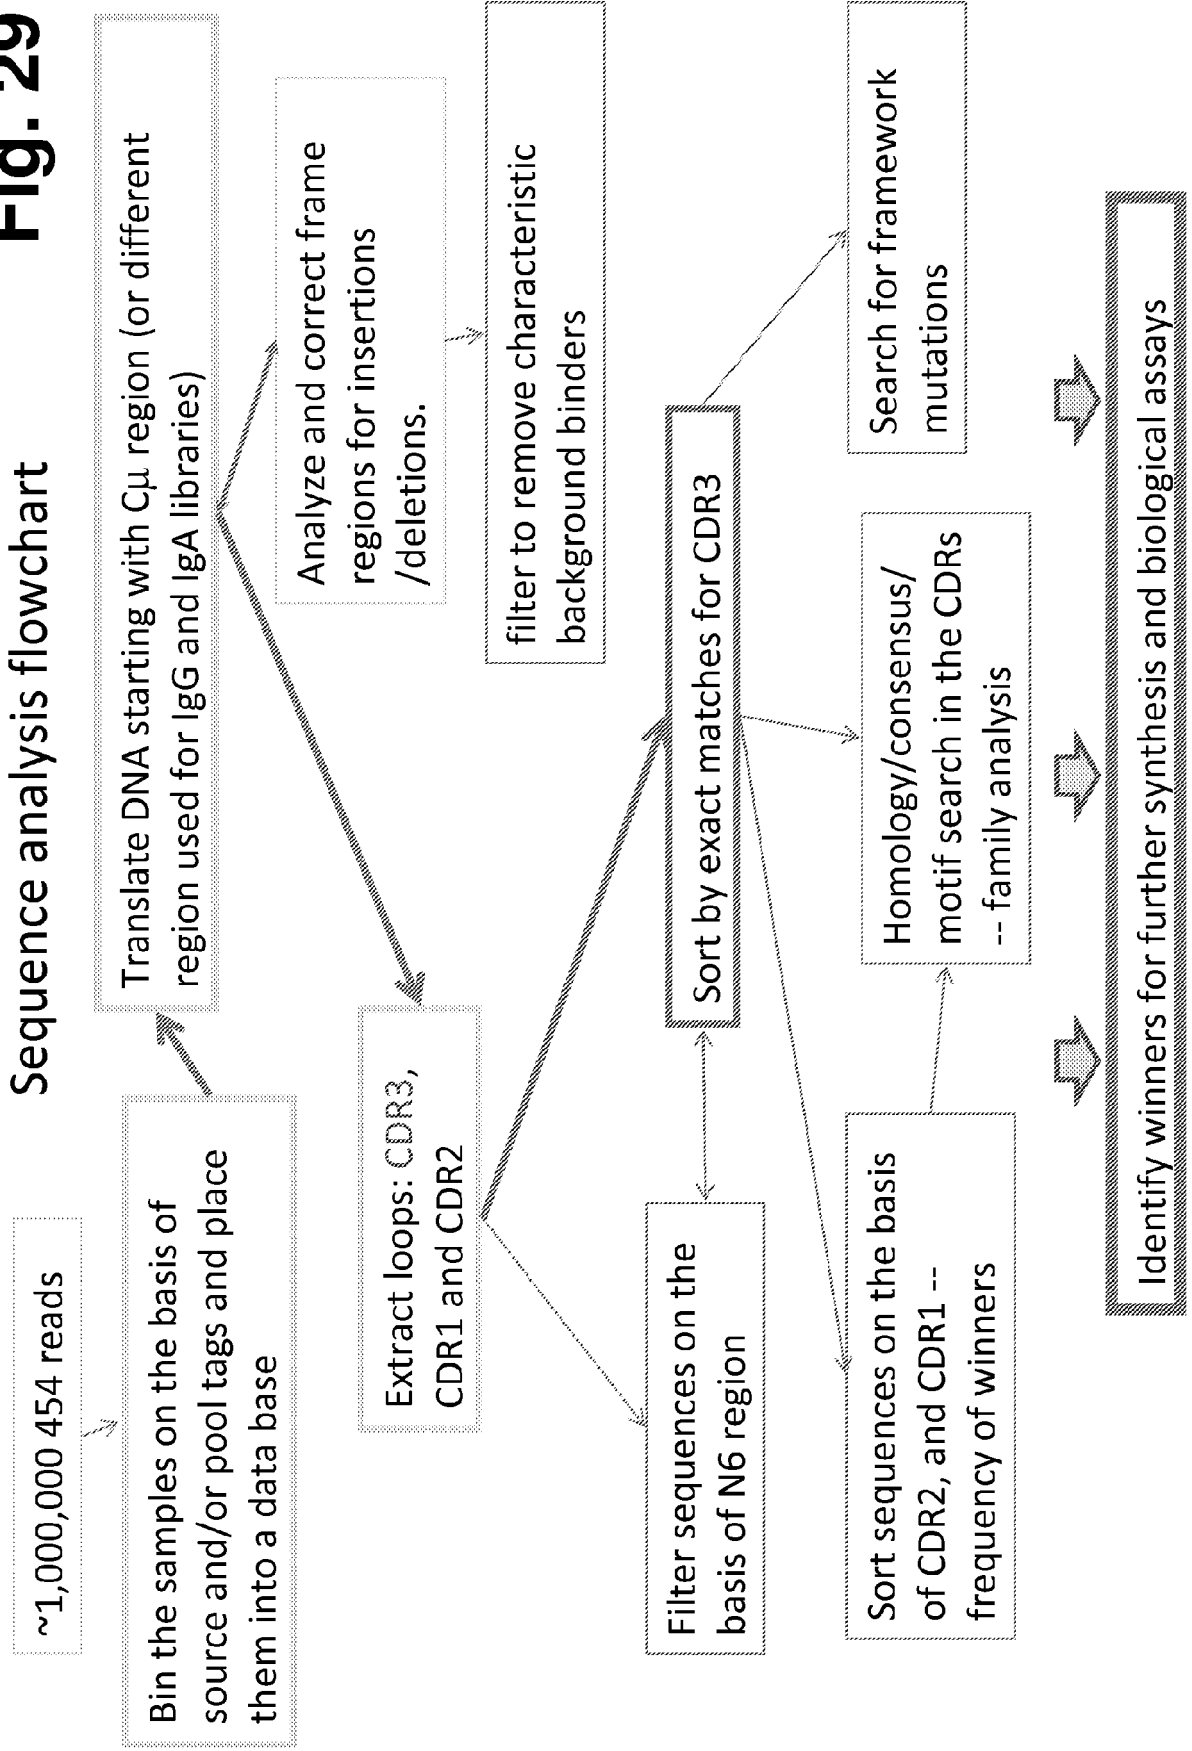 Fig. 29
Sequence analysis flowchart
~1,000,000 454 reads
Bin the samples on the basis of
source and/or pool tags and place
them into a data base
Translate DNA starting with Cμ region (or different
region used for IgG and IgA libraries)
Analyze and correct frame
regions for insertions
/deletions.
filter to remove characteristic
background binders
Extract loops: CDR3,
CDR1 and CDR2
Filter sequences on the
basis of N6 region
Sort by exact matches for CDR3
Sort sequences on the basis
of CDR2, and CDR1 --
frequency of winners
Homology/consensus/
motif search in the CDRs
-- family analysis
Search for framework
mutations
Identify winners for further synthesis and biological assays